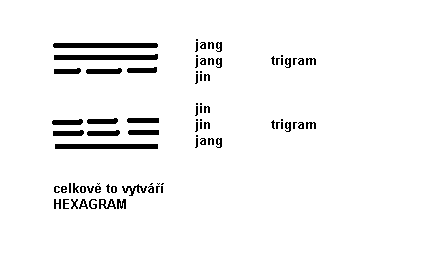 jang
jang trigram
jin
jin
jin trigram
jang
celkově to vytváří
HEXAGRAM